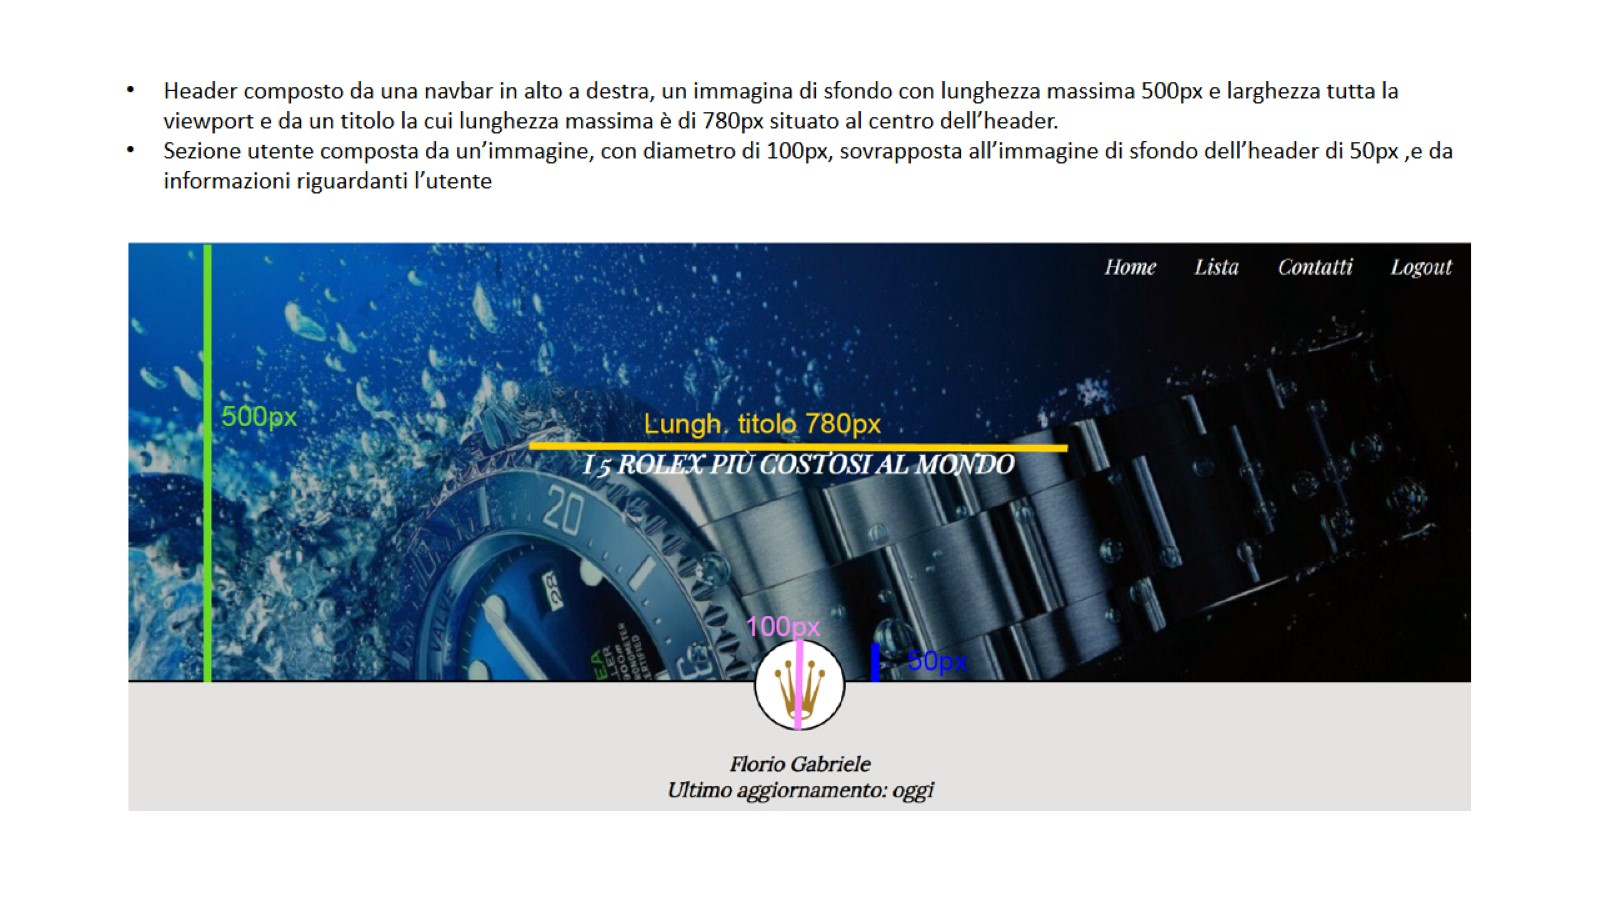 • Header composto da una navbar in alto a destra, un immagina di sfondo con lunghezza massima 500px e larghezza tutta la
viewport e da un titolo la cui lunghezza massima è di 780px situato al centro dell’header.
• Sezione utente composta da un’immagine, con diametro di 100px, sovrapposta all’immagine di sfondo dell’header di 50px ,e da
informazioni riguardanti l’utente
Home Lista Contatti Logout
500px
Lungh. titolo 780px
I 5 ROLEX PIÙ COSTOSI AL MONDO
20
28
VALVE
100px
50px
Florio Gabriele
Ultimo aggiornamento: oggi